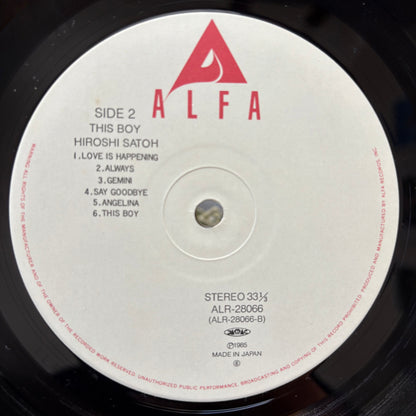 ALFA
SIDE 2
THIS BOY
HIROSHI SATOH
1.LOVE IS HAPPENING
2.ALWAYS
3.GEMINI
4.SAY GOODBYE
5.ANGELINA
6.THIS BOY
STEREO 33⅓
ALR-28066
(ALR-28066-B)
Ⓟ1985
MADE IN JAPAN
WARNING: ALL RIGHTS OF THE MANUFACTURER AND OF THE OWNER OF THE RECORDED WORK RESERVED. UNAUTHORIZED PUBLIC PERFORMANCE, BROADCASTING AND COPYING OF THIS RECORD PROHIBITED. PRODUCED AND MANUFACTURED BY ALFA RECORDS, INC.